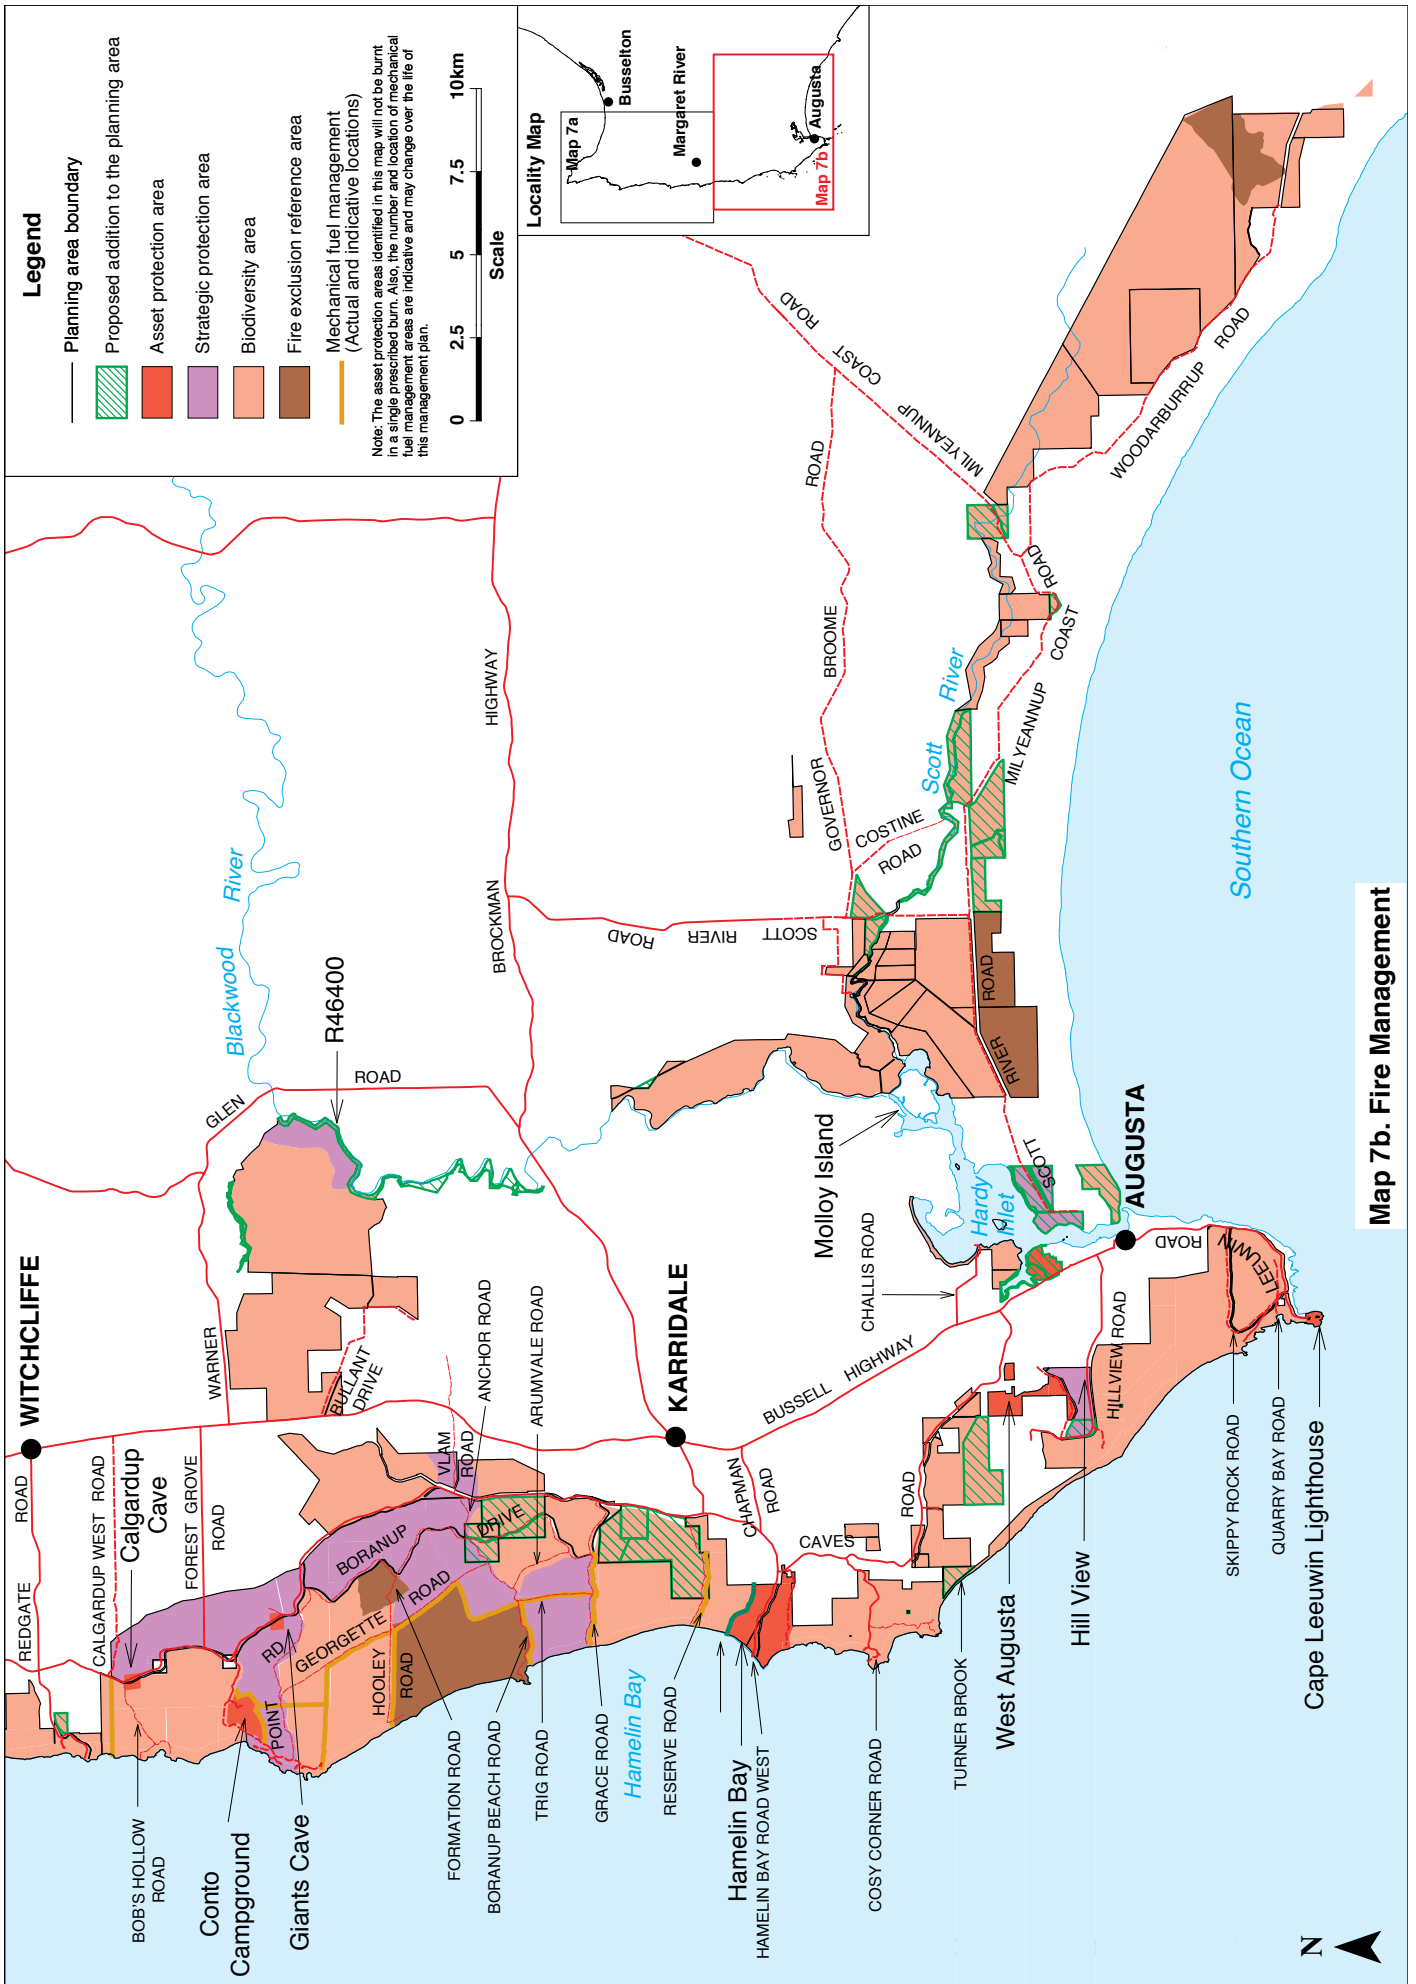 Legend
Planning area boundary
Proposed addition to the planning area
Asset protection area
Strategic protection area
Biodiversity area
Fire exclusion reference area
Mechanical fuel management
(Actual and indicative locations)
Note: The asset protection areas identified in this map will not be burnt
in a single prescribed burn. Also, the number and location of mechanical
fuel management areas are indicative and may change over the life of
this management plan.
0
2.5
5
7.5
10km
Scale
Locality Map
Map 7a
Busselton
Margaret River
Augusta
Map 7b
WITCHCLIFFE
REDGATE
ROAD
CALGARDUP WEST ROAD
Calgardup
Cave
FOREST GROVE
ROAD
WARNER
GLEN
ROAD
Blackwood
River
R46400
BULLANT
DRIVE
BOB'S HOLLOW
ROAD
Conto
Campground
Giants Cave
POINT
RD
GEORGETTE
ROAD
HOOLEY
ROAD
BORANUP
DRIVE
VLAM
ROAD
ANCHOR ROAD
ARUMVALE ROAD
FORMATION ROAD
BORANUP BEACH ROAD
TRIG ROAD
GRACE ROAD
Hamelin Bay
RESERVE ROAD
BROCKMAN
HIGHWAY
KARRIDALE
CHAPMAN
ROAD
BUSSELL
HIGHWAY
Hamelin Bay
HAMELIN BAY ROAD WEST
CAVES
ROAD
COSY CORNER ROAD
TURNER BROOK
CHALLIS ROAD
Molloy Island
Hardy
Inlet
SCOTT
RIVER
ROAD
SCOTT
RIVER
ROAD
GOVERNOR
BROOME
ROAD
COSTINE
ROAD
Scott
River
MILYEANNUP
COAST
ROAD
MILYEANNUP
COAST
ROAD
WOODARBURRUP
ROAD
West Augusta
Hill View
HILLVIEW ROAD
AUGUSTA
LEEUWIN
ROAD
SKIPPY ROCK ROAD
QUARRY BAY ROAD
Cape Leeuwin Lighthouse
Southern Ocean
N
Map 7b. Fire Management